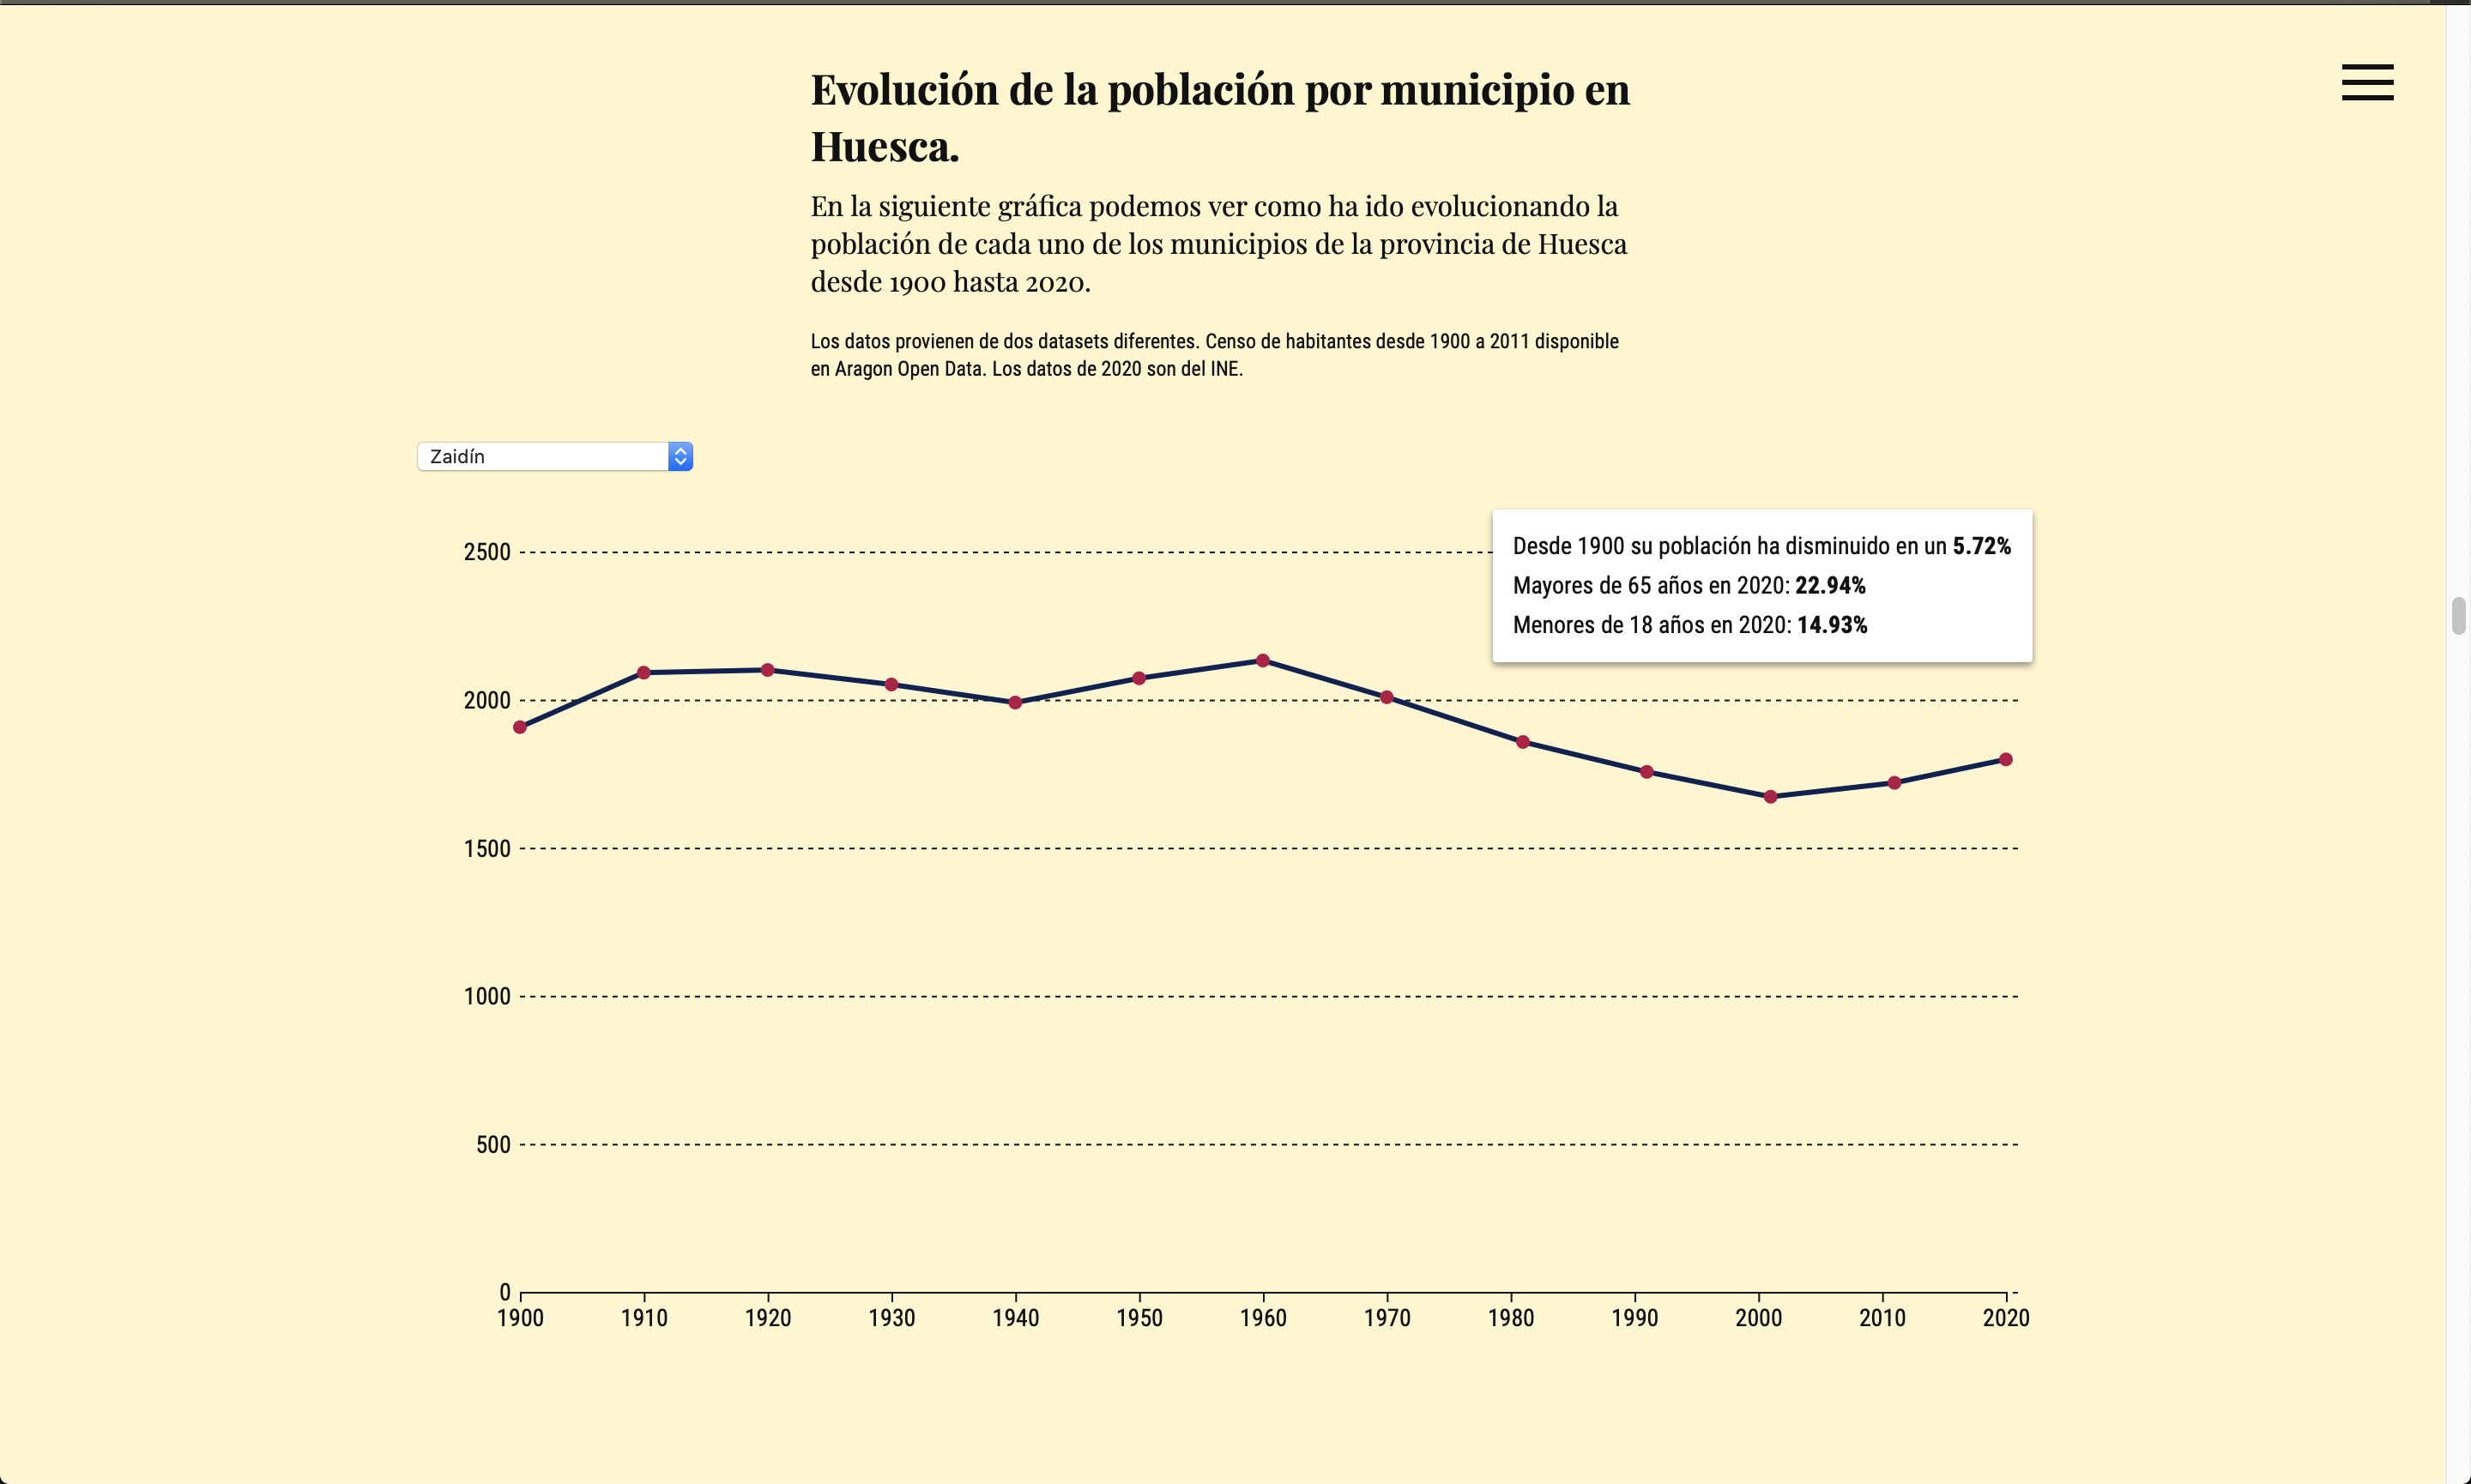 Evolución de la población por municipio en
Huesca.
En la siguiente gráfica podemos ver como ha ido evolucionando la
población de cada uno de los municipios de la provincia de Huesca
desde 1900 hasta 2020.
Los datos provienen de dos datasets diferentes. Censo de habitantes desde 1900 a 2011 disponible
en Aragon Open Data. Los datos de 2020 son del INE.
Zaidín
Desde 1900 su población ha disminuido en un 5.72%
Mayores de 65 años en 2020: 22.94%
Menores de 18 años en 2020: 14.93%
2500
2000
1500
1000
500
0
1900 1910 1920 1930 1940 1950 1960 1970 1980 1990 2000 2010 2020